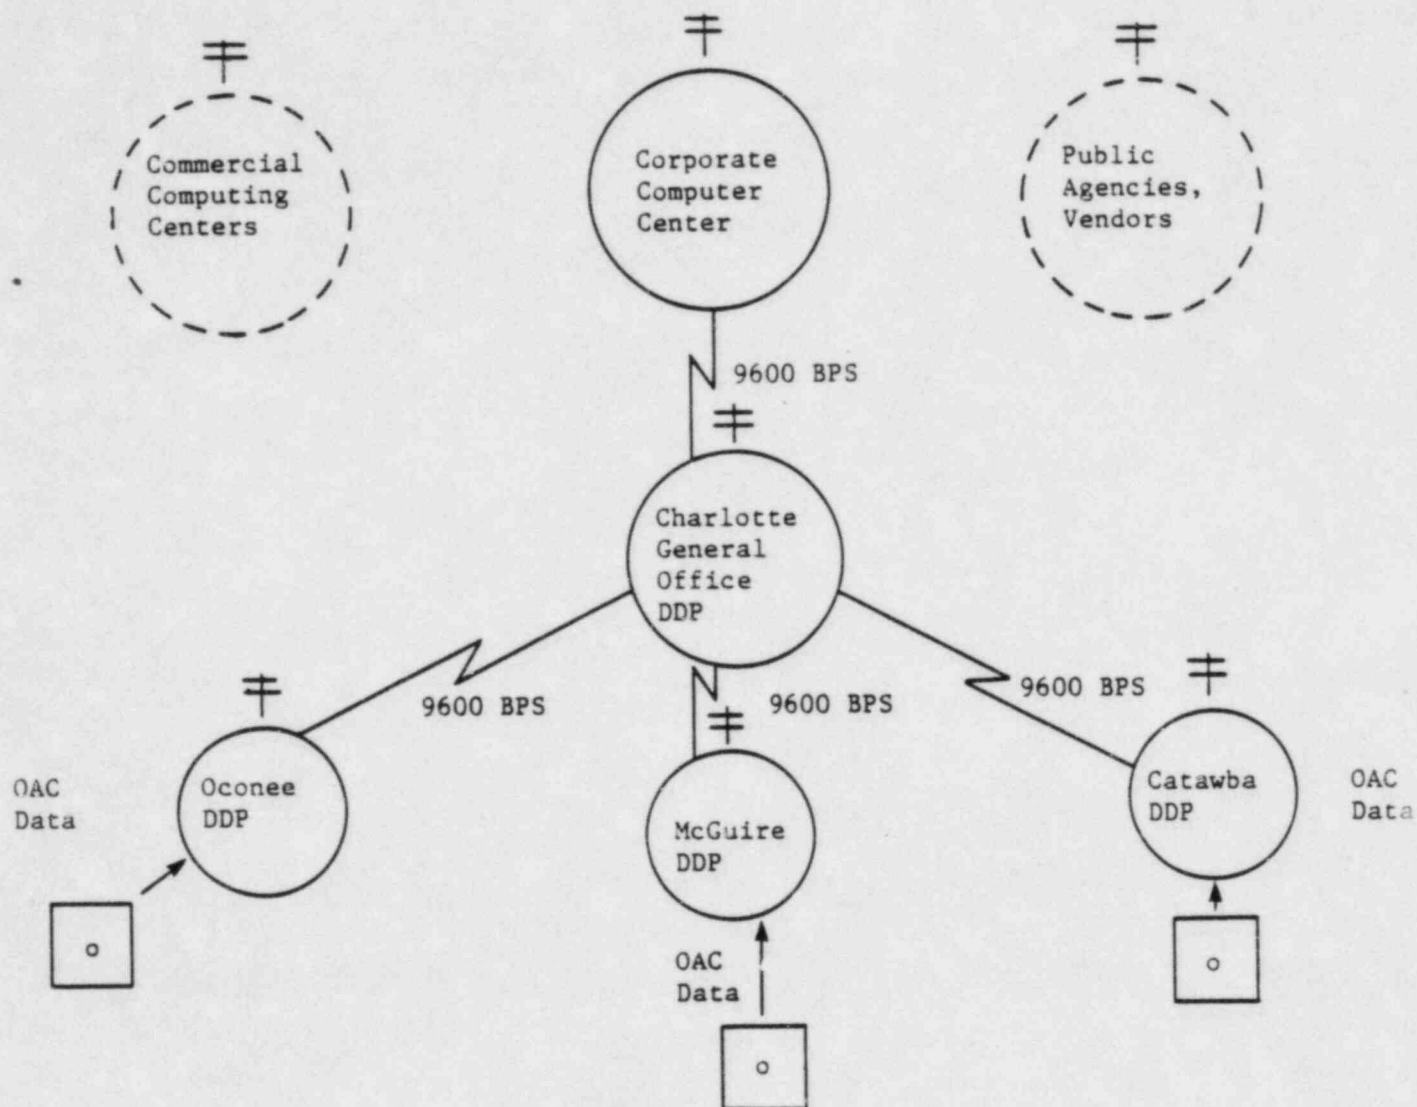 Commercial
Computing
Centers
Corporate
Computer
Center
Public
Agencies,
Vendors
9600 BPS
Charlotte
General
Office
DDP
9600 BPS
9600 BPS
9600 BPS
OAC
Data
Oconee
DDP
McGuire
DDP
Catawba
DDP
OAC
Data
OAC
Data